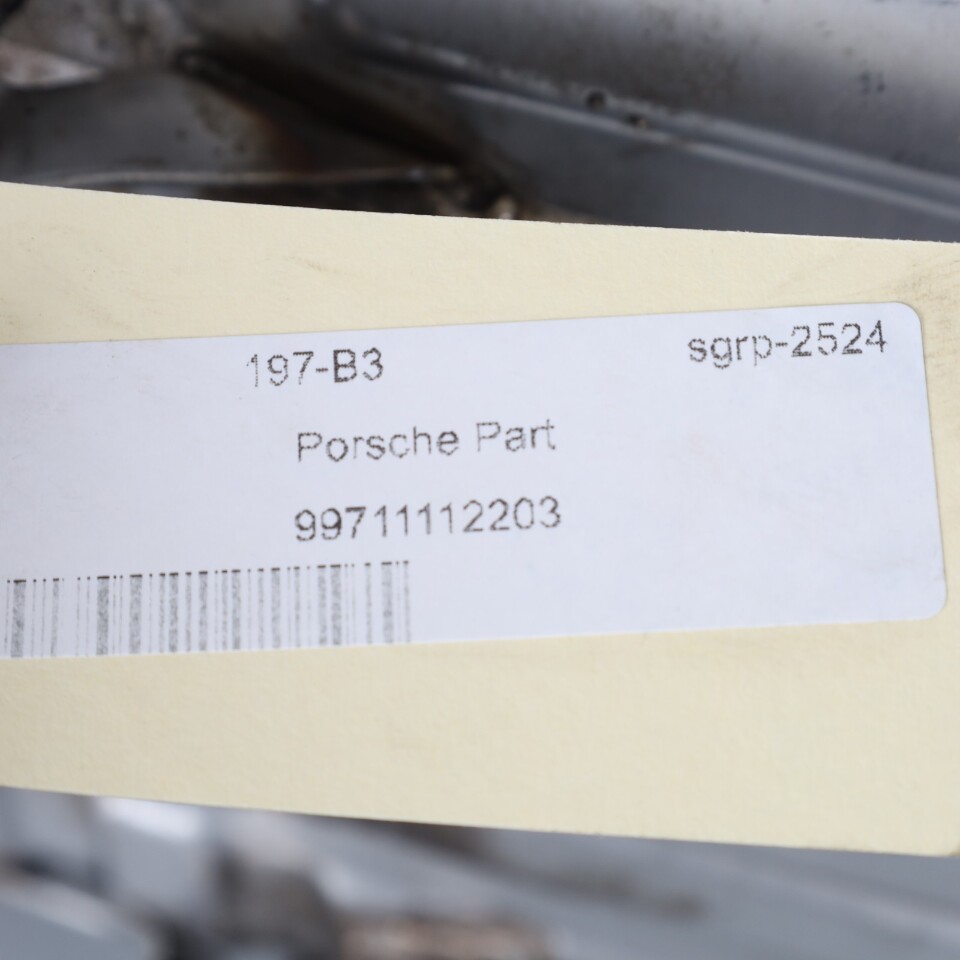 197-B3 sgrp-2524
Porsche Part
99711112203